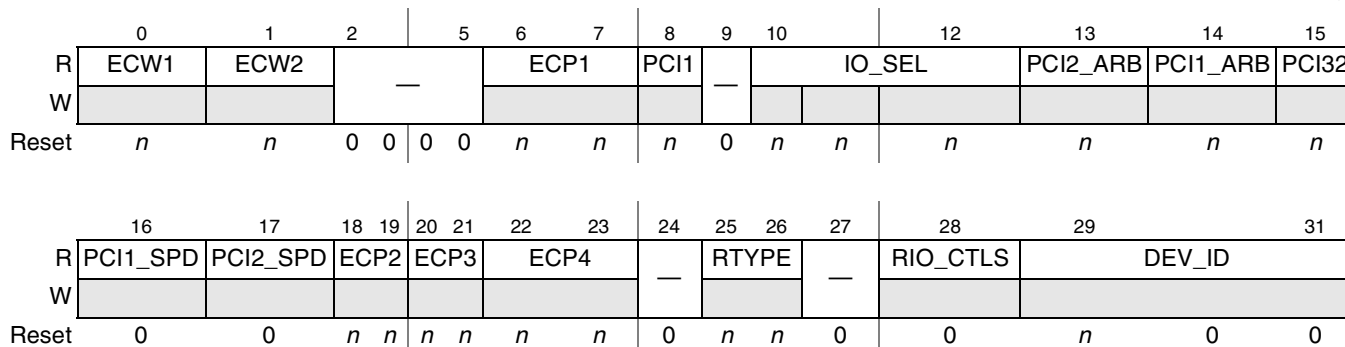 0 1 2 5 6 7 8 9 10 12 13 14 15
R ECW1 ECW2 — ECP1 PCI1 — IO_SEL PCI2_ARB PCI1_ARB PCI32
W
Reset n n 0 0 0 0 n n n 0 n n n n n n
16 17 18 19 20 21 22 23 24 25 26 27 28 29 31
R PCI1_SPD PCI2_SPD ECP2 ECP3 ECP4 — RTYPE — RIO_CTLS DEV_ID
W
Reset 0 0 n n n n n n 0 n n 0 0 n 0 0